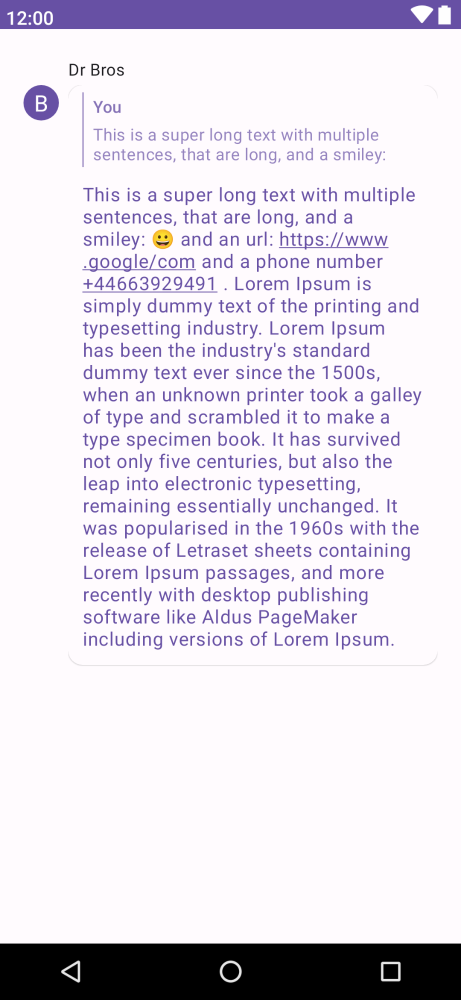 12:00
Dr Bros
B
You
This is a super long text with multiple
sentences, that are long, and a smiley:
This is a super long text with multiple
sentences, that are long, and a
smiley: 😀 and an url: https://www
.google/com and a phone number
+44663929491 . Lorem Ipsum is
simply dummy text of the printing and
typesetting industry. Lorem Ipsum
has been the industry's standard
dummy text ever since the 1500s,
when an unknown printer took a galley
of type and scrambled it to make a
type specimen book. It has survived
not only five centuries, but also the
leap into electronic typesetting,
remaining essentially unchanged. It
was popularised in the 1960s with the
release of Letraset sheets containing
Lorem Ipsum passages, and more
recently with desktop publishing
software like Aldus PageMaker
including versions of Lorem Ipsum.